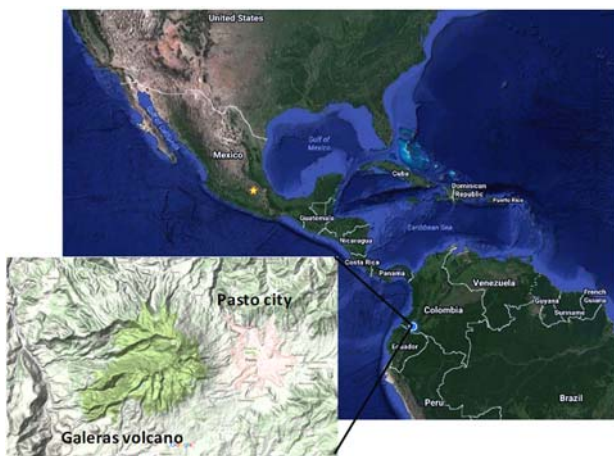 United States
Gulf of
Mexico
Mexico
Cuba
Dominican
Republic
Puerto Rico
Guatemala
Caribbean Sea
Nicaragua
Costa Rica
Panama
Venezuela
Guyana
French
Guiana
Suriname
Colombia
Ecuador
Peru
Brazil
Pasto city
Galeras volcano